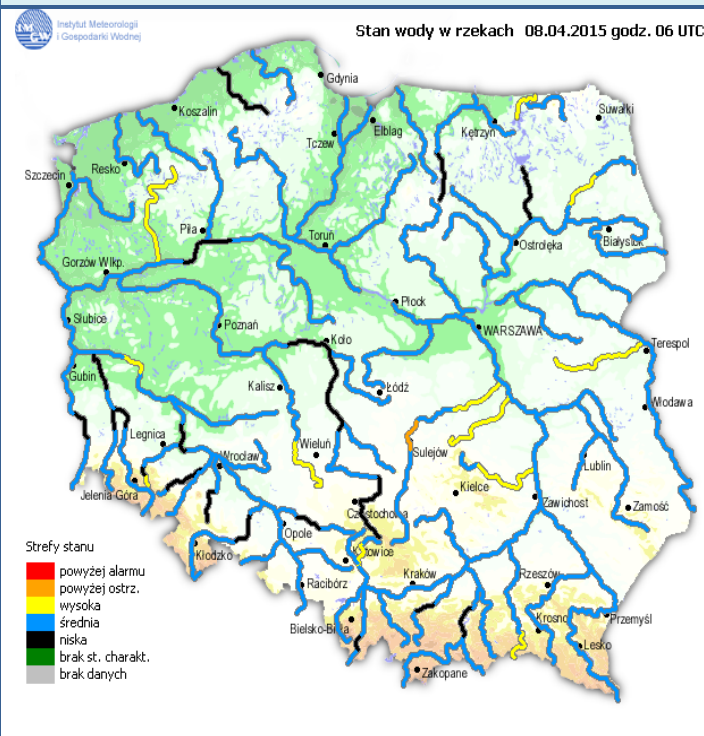 Instytut Meteorologii
i Gospodarki Wodnej
IMGW
Stan wody w rzekach 08.04.2015 godz. 06 UTC
Gdynia
Koszalin
Suwałki
Elbląg
Kętrzyn
Tczew
Resko
Szczecin
Piła
Toruń
Ostrołęka
Białystok
Gorzów Wlkp.
Płock
Słubice
Poznań
Koło
WARSZAWA
Terespol
Gubin
Kalisz
Łódź
Włodawa
Legnica
Wieluń
Sulejów
Wrocław
Lublin
Jelenia Góra
Kielce
Zawichost
Zamość
Częstochowa
Opole
Kłodzko
Katowice
Racibórz
Kraków
Rzeszów
Bielsko-Biała
Krosno
Przemyśl
Lesko
Zakopane
Strefy stanu
powyżej alarmu
powyżej ostrz.
wysoka
średnia
niska
brak st. charakt.
brak danych